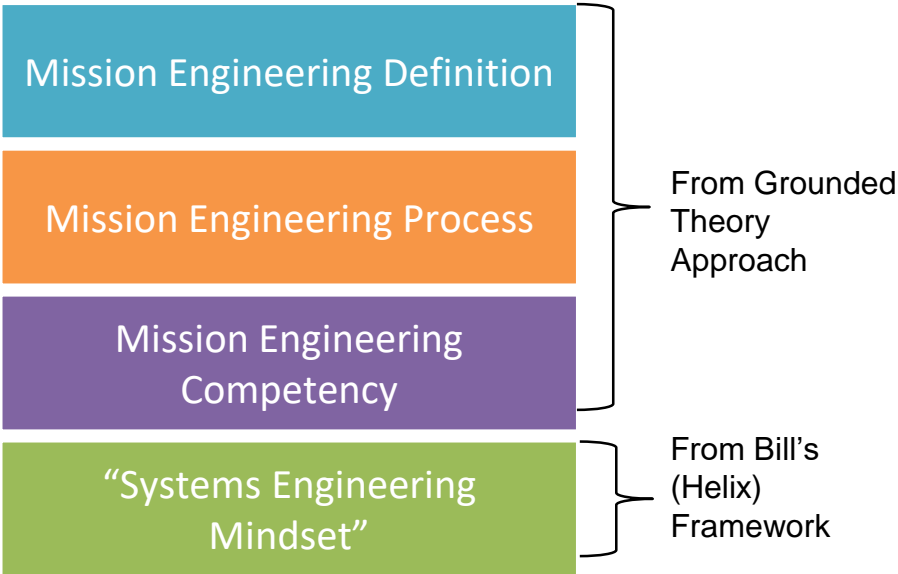 Mission Engineering Definition
Mission Engineering Process
From Grounded
Theory
Approach
Mission Engineering
Competency
“Systems Engineering
Mindset”
From Bill’s
(Helix)
Framework